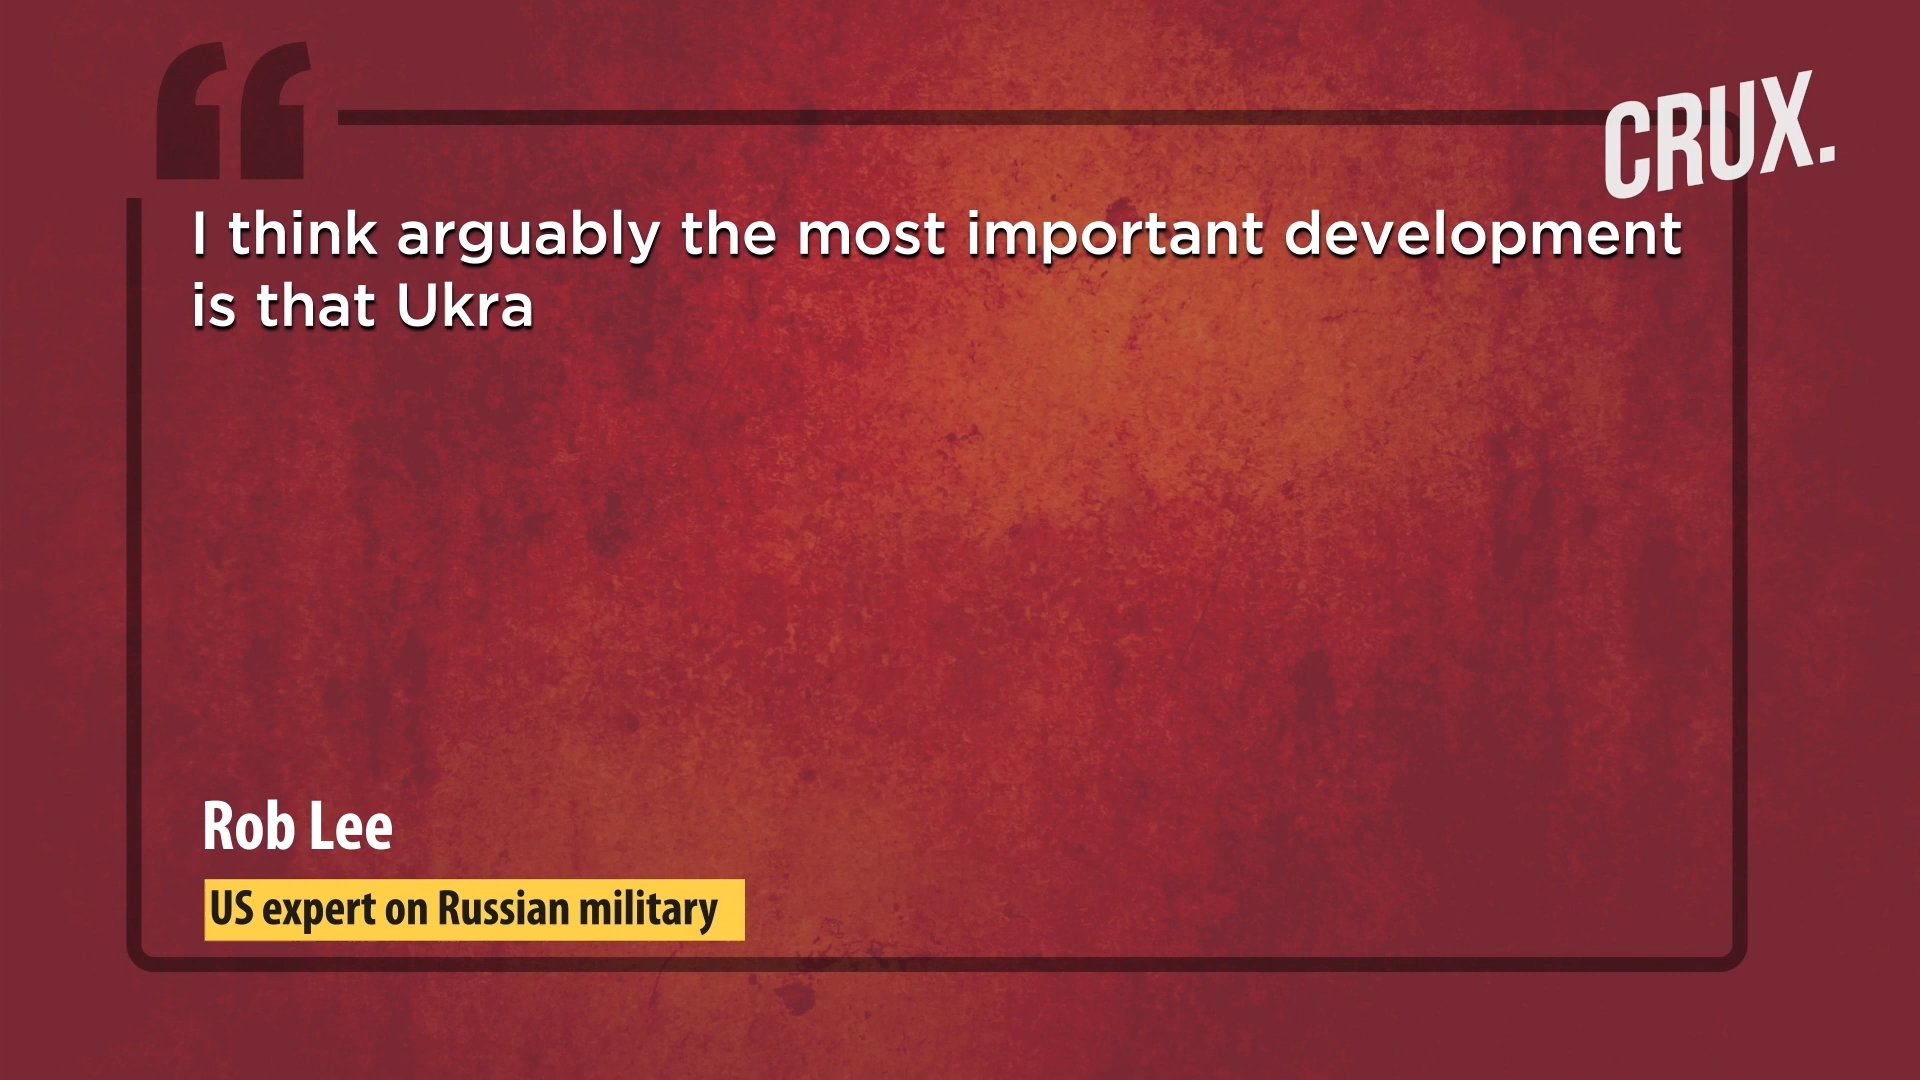 CRUX.
I think arguably the most important development
is that Ukra
Rob Lee
US expert on Russian military